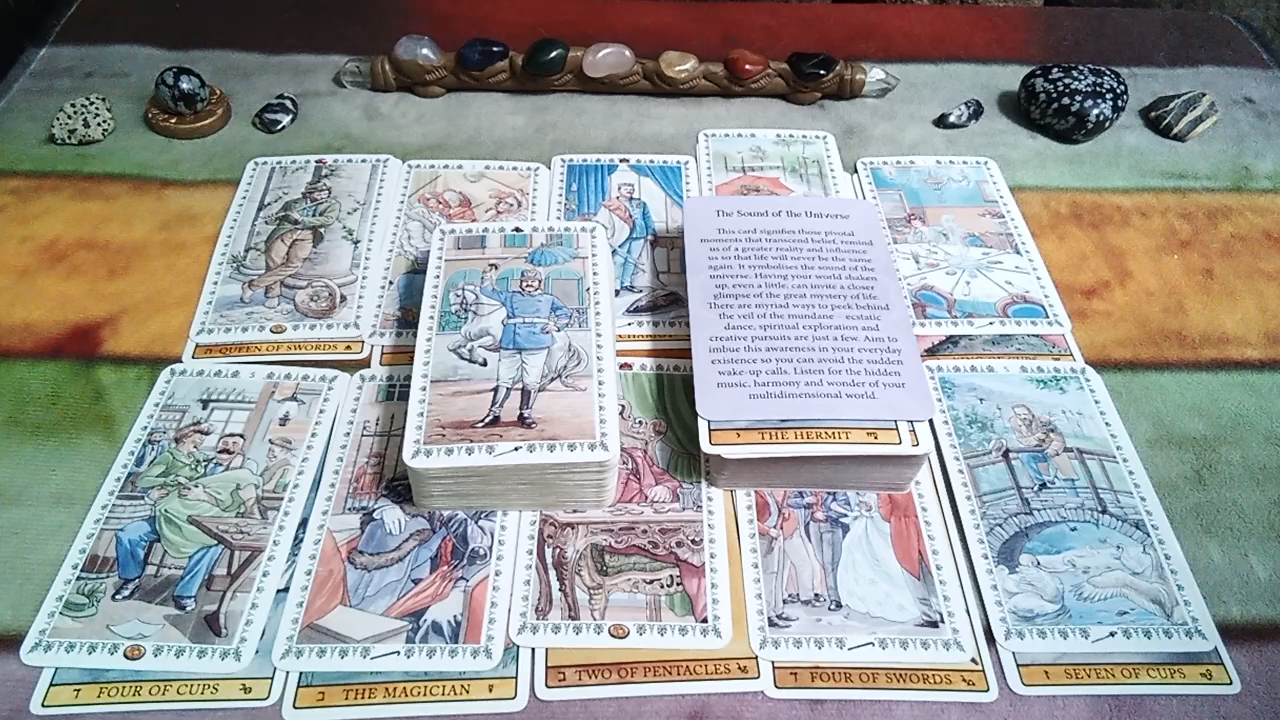 The Sound of the Universe
This card signifies those pivotal
moments that transcend belief, remind
us of a greater reality and influence
us so that life will never be the same
again. It symbolises the sound of the
universe. Having your world shaken
up, even a little, can invite a closer
glimpse of the great mystery of life.
There are myriad ways to peek behind
the veil of the mundane – ecstatic
dance, spiritual exploration and
creative pursuits are just a few. Aim to
imbue this awareness in your everyday
existence so you can avoid the sudden
wake-up calls. Listen for the hidden
music, harmony and wonder of your
multidimensional world.
ה QUEEN OF SWORDS
CHARIOT
KING OF CUPS
י THE HERMIT
5
5
ד FOUR OF CUPS
ב THE MAGICIAN
ב TWO OF PENTACLES
ד FOUR OF SWORDS
ז SEVEN OF CUPS